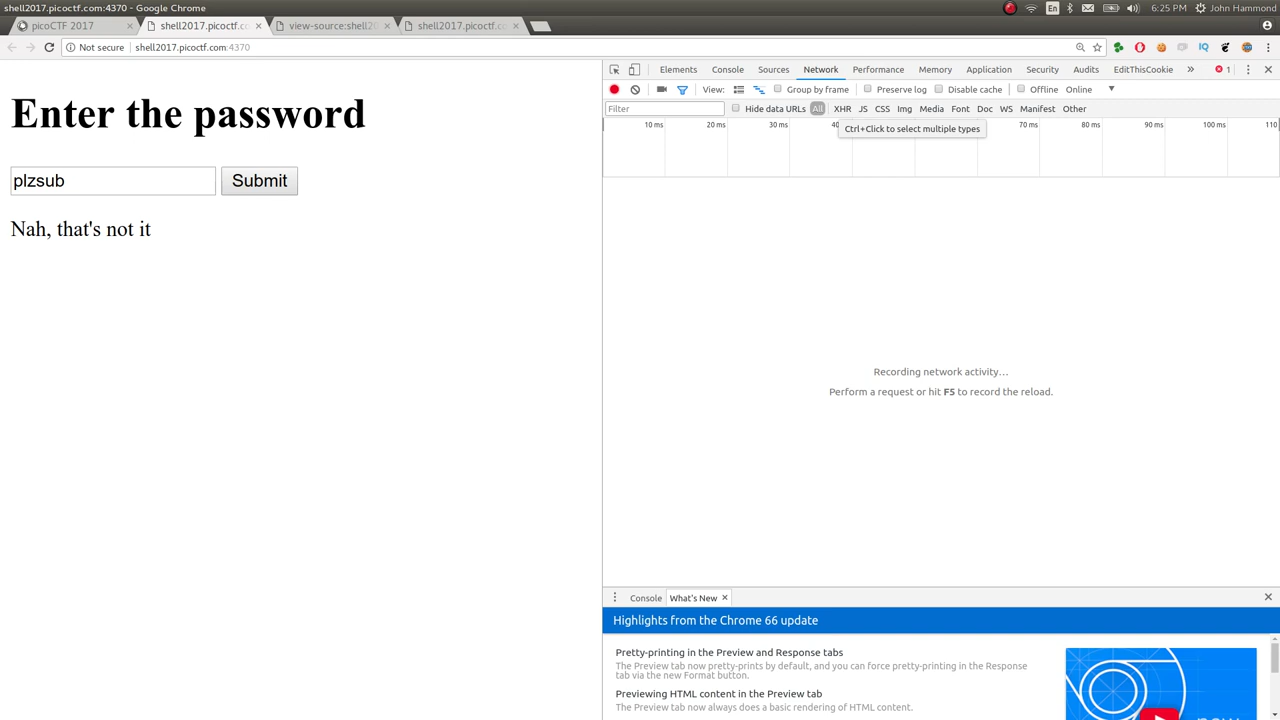 shell2017.picoctf.com:4370 - Google Chrome
En
6:25 PM
John Hammond
picoCTF 2017 ×
shell2017.picoctf.co ×
view-source:shell20 ×
shell2017.picoctf.co ×
Not secure | shell2017.picoctf.com:4370
Enter the password
plzsub
Submit
Nah, that's not it
Elements Console Sources Network Performance Memory Application Security Audits EditThisCookie » 1
View: Group by frame Preserve log Disable cache Offline Online
Filter Hide data URLs All XHR JS CSS Img Media Font Doc WS Manifest Other
Ctrl+Click to select multiple types
10 ms 20 ms 30 ms 40 70 ms 80 ms 90 ms 100 ms 110
Recording network activity…
Perform a request or hit F5 to record the reload.
Console What's New ×
Highlights from the Chrome 66 update
Pretty-printing in the Preview and Response tabs
The Preview tab now pretty-prints by default, and you can force pretty-printing in the Response
tab via the new Format button.
Previewing HTML content in the Preview tab
The Preview tab now always does a basic rendering of HTML content.
new